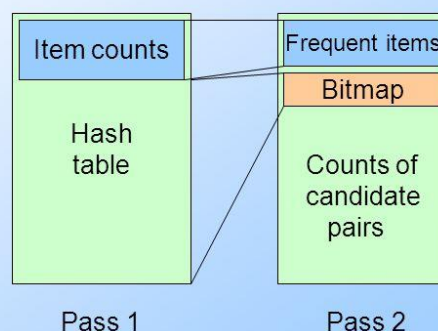 Item counts
Hash
table
Pass 1
Frequent items
Bitmap
Counts of
candidate
pairs
Pass 2